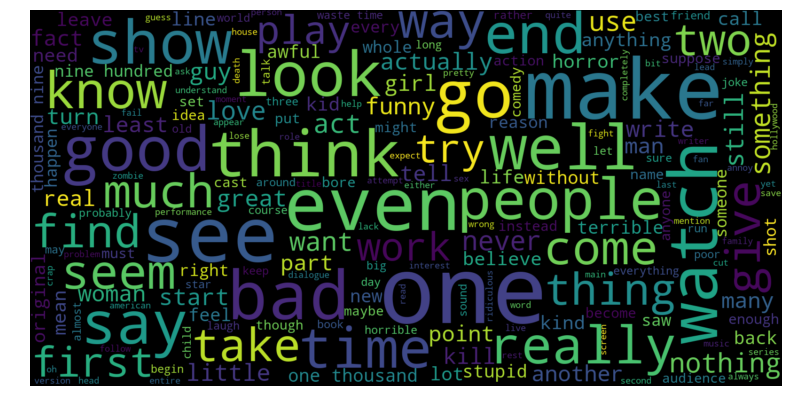 leave
line
world
person
waste time
rather
quite
best
friend
call
fact
guess
show
play
every
way
end
use
two
need
house
awful
whole
long
anything
nine hundred
guy
death
talk
look
actually
action
horror
suppose
know
understand
ask
girl
comedy
pretty
bit
lead
simply
completely
turn
set
three
go
make
joke
far
hollywood
idea
love
kid
help
funny
moment
still
something
least
put
act
might
reason
write
thousand nine
happen
fail
old
appear
everyone
good
think
try
well
let
man
fight
sure
fan
writer
annoy
lose
role
tell
expect
real
zombie
cast
around
bore
attempt
either
sex
life
without
name
last
yet
save
watch
much
great
even
people
give
someone
shot
probably
performance
course
lack
wrong
terrible
mention
run
anyone
find
see
want
work
never
come
may
must
problem
instead
believe
poor
family
cut
original
crap
seem
right
keep
part
big
interest
main
everything
thing
mean
woman
star
dialogue
day
bad
one
sound
ridiculous
word
become
many
almost
american
start
new
read
say
feel
though
maybe
book
live
kind
saw
enough
music
laugh
horrible
point
screen
really
back
series
first
follow
child
take
time
kill
rest
nothing
oh
begin
little
one thousand
lot
stupid
another
audience
always
version
head
entire
second